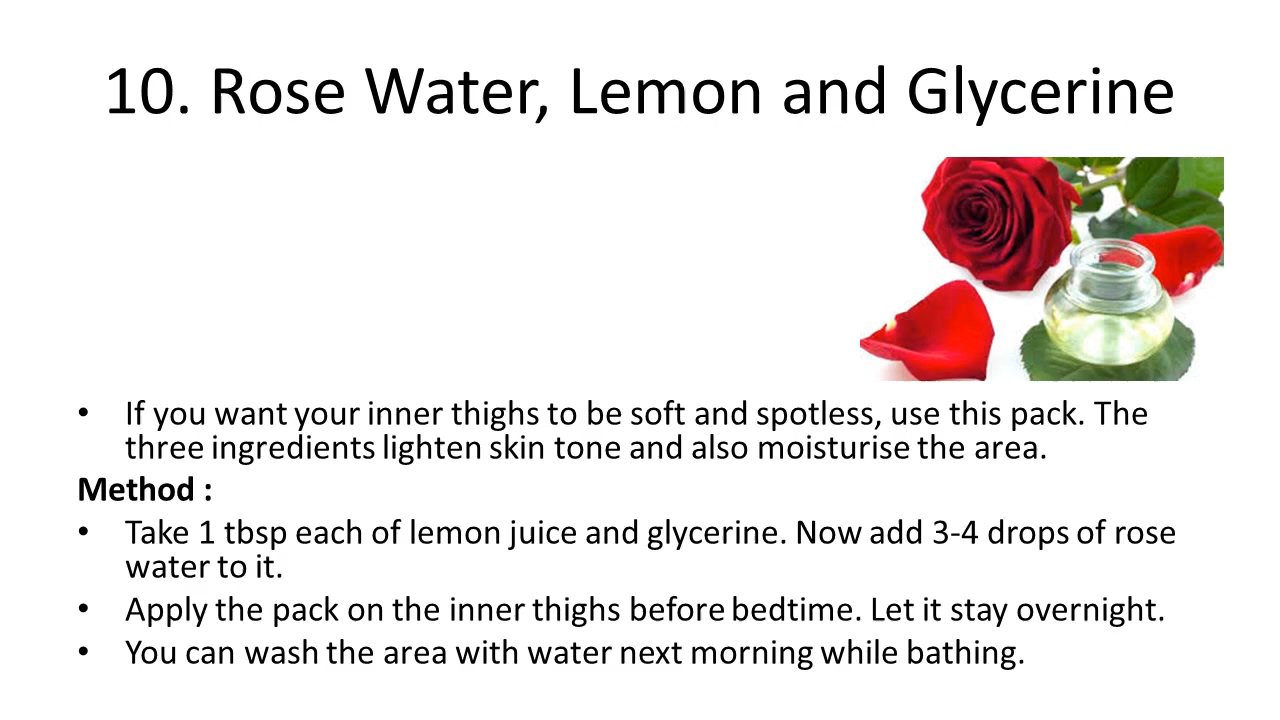 10. Rose Water, Lemon and Glycerine
• If you want your inner thighs to be soft and spotless, use this pack. The
three ingredients lighten skin tone and also moisturise the area.
Method :
• Take 1 tbsp each of lemon juice and glycerine. Now add 3-4 drops of rose
water to it.
• Apply the pack on the inner thighs before bedtime. Let it stay overnight.
• You can wash the area with water next morning while bathing.